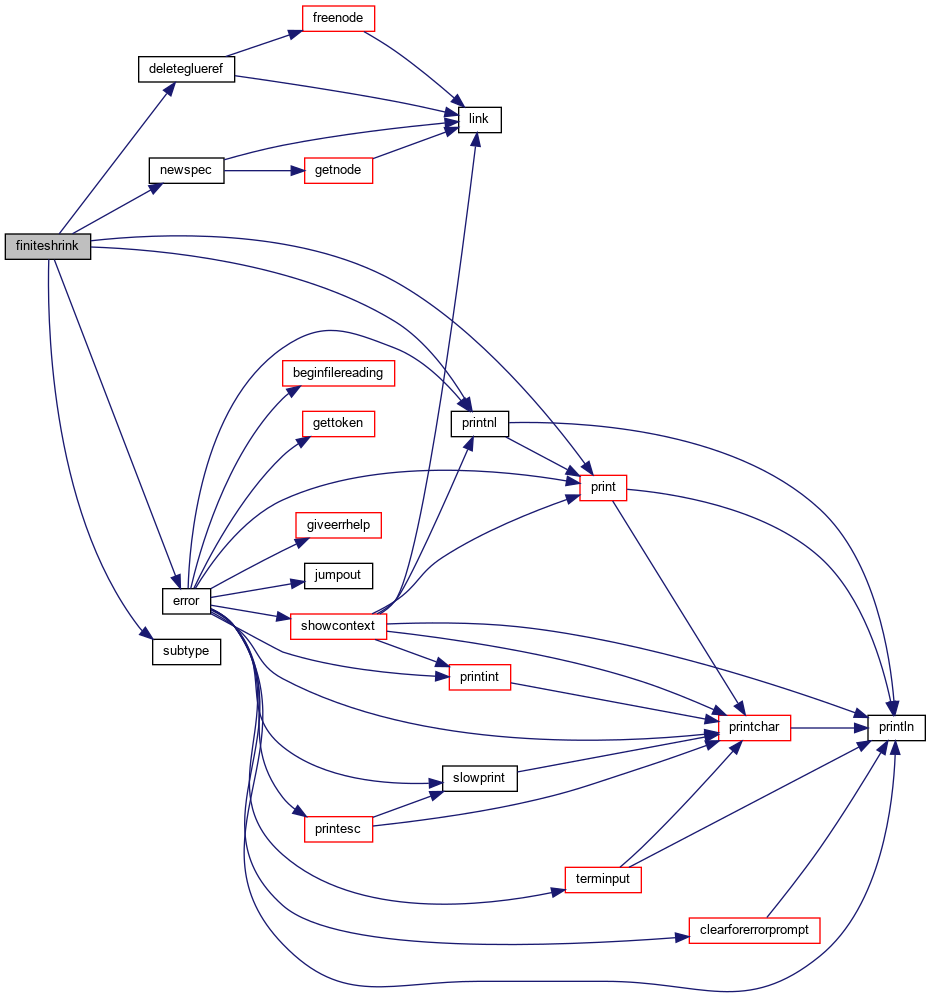 freenode
deleteglueref
link
newspec
getnode
finiteshrink
beginfilereading
gettoken
printnl
print
giveerrhelp
jumpout
error
showcontext
subtype
printint
printchar
println
slowprint
printesc
terminput
clearforerrorprompt